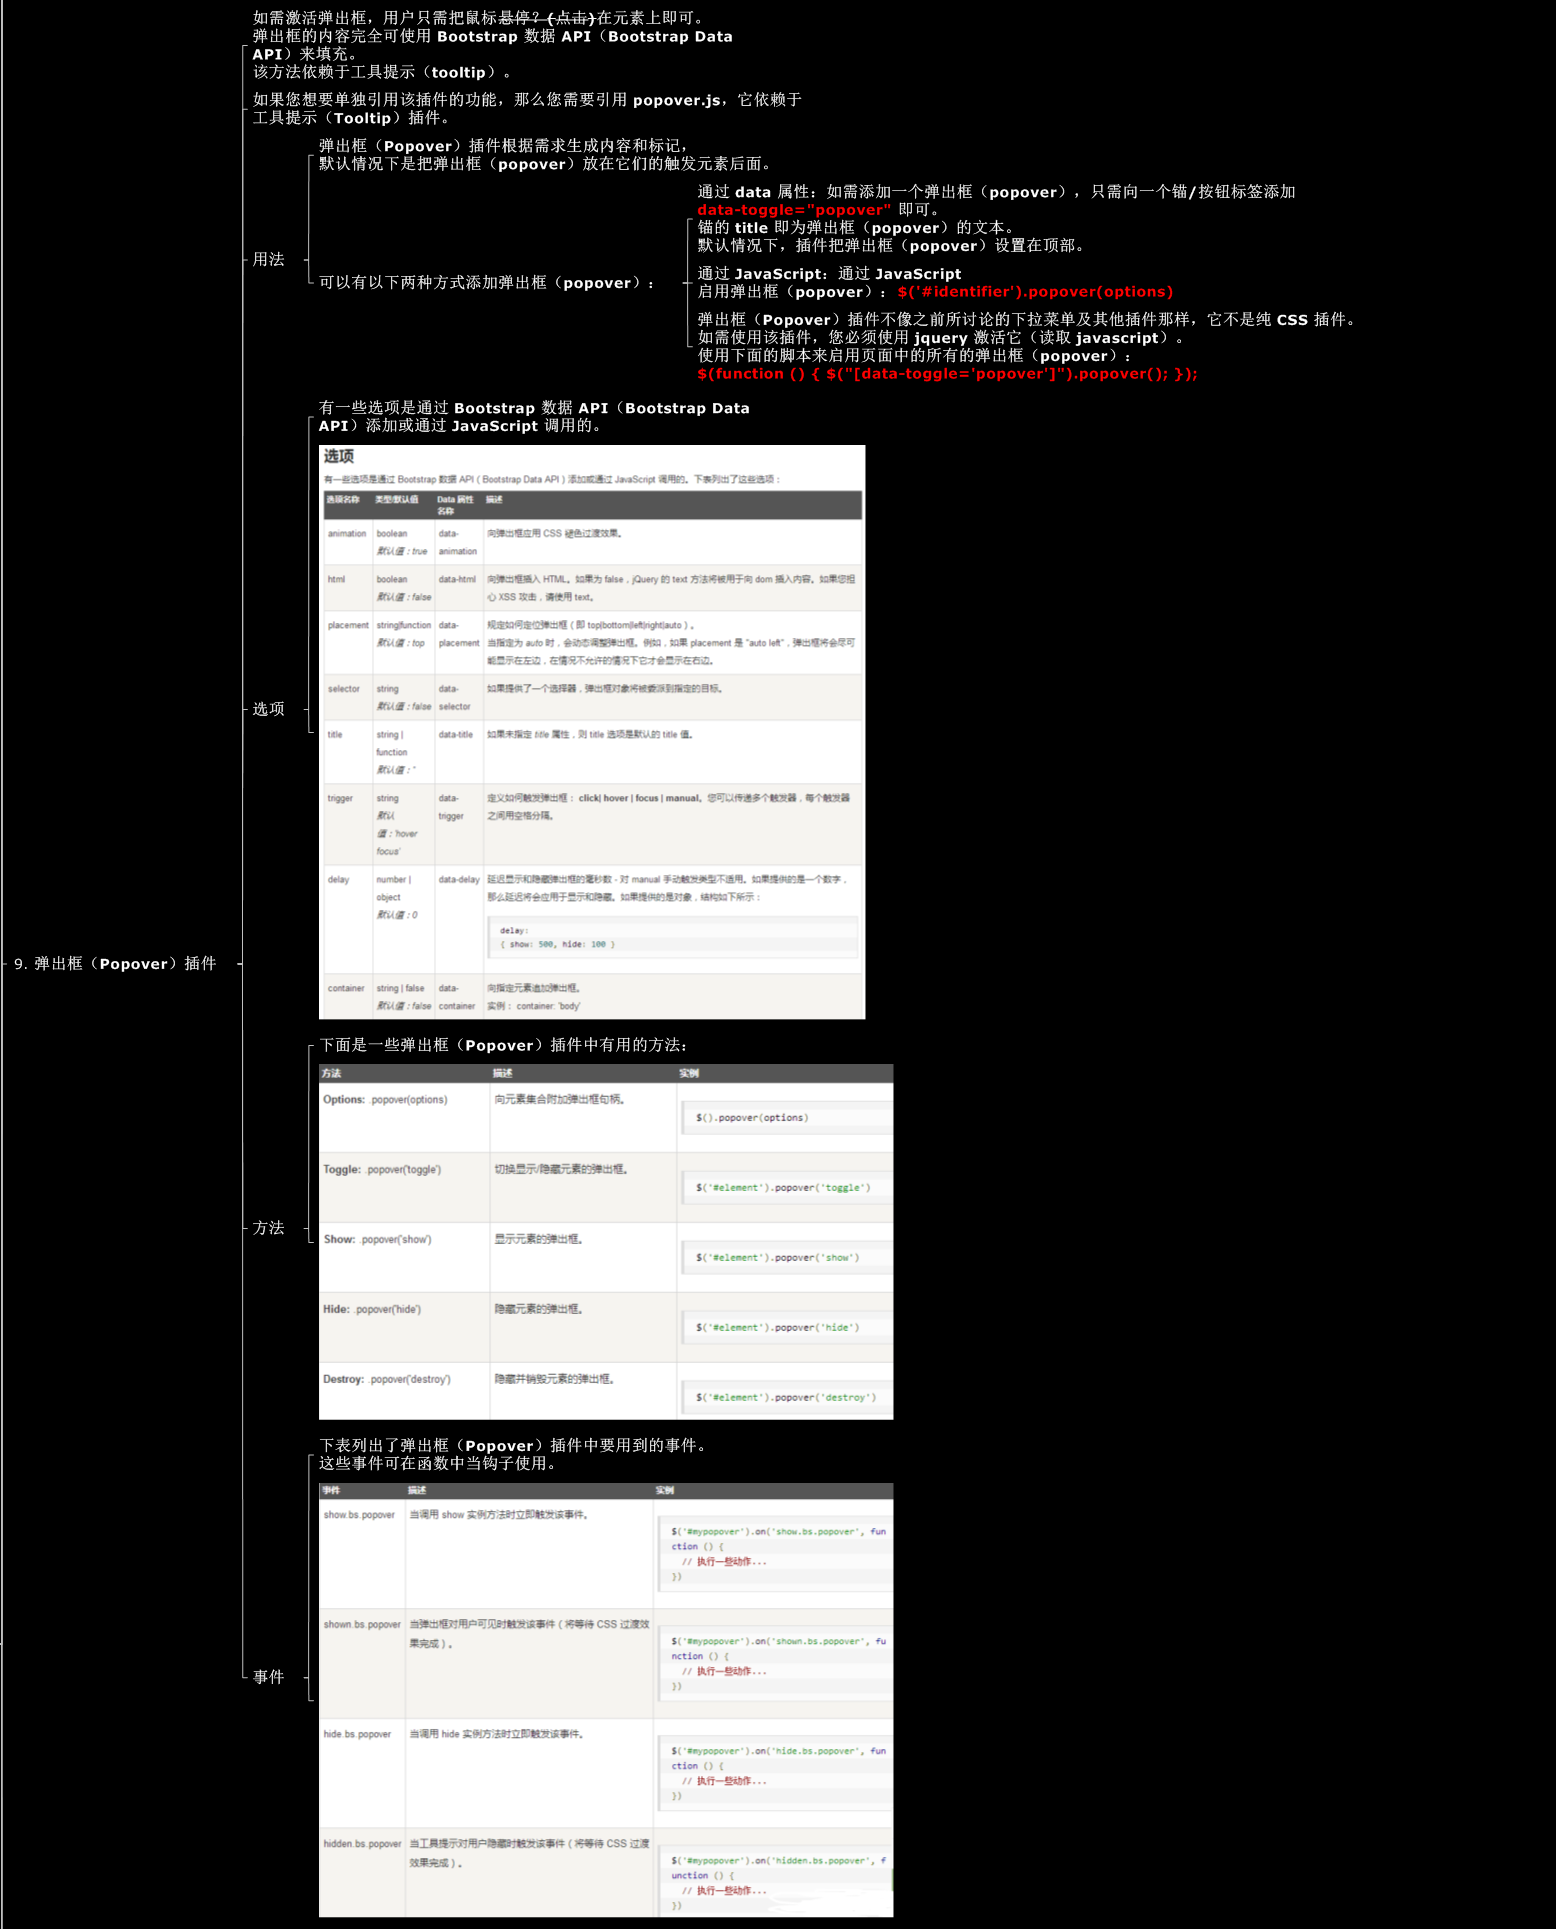 如需激活弹出框，用户只需把鼠标悬停？{点击}在元素上即可。
弹出框的内容完全可使用 Bootstrap 数据 API（Bootstrap Data
API）来填充。
该方法依赖于工具提示（tooltip）。
如果您想要单独引用该插件的功能，那么您需要引用 popover.js，它依赖于
工具提示（Tooltip）插件。
用法
弹出框（Popover）插件根据需求生成内容和标记，
默认情况下是把弹出框（popover）放在它们的触发元素后面。
可以有以下两种方式添加弹出框（popover）：
通过 data 属性：如需添加一个弹出框（popover），只需向一个锚/按钮标签添加
data-toggle="popover" 即可。
锚的 title 即为弹出框（popover）的文本。
默认情况下，插件把弹出框（popover）设置在顶部。
通过 JavaScript：通过 JavaScript
启用弹出框（popover）：$('#identifier').popover(options)
弹出框（Popover）插件不像之前所讨论的下拉菜单及其他插件那样，它不是纯 CSS 插件。
如需使用该插件，您必须使用 jquery 激活它（读取 javascript）。
使用下面的脚本来启用页面中的所有的弹出框（popover）：
$(function () { $("[data-toggle='popover']").popover(); });
选项
有一些选项是通过 Bootstrap 数据 API（Bootstrap Data
API）添加或通过 JavaScript 调用的。
选项
有一些选项是通过 Bootstrap 数据 API（Bootstrap Data API）添加或通过 JavaScript 调用的。下表列出了这些选项：
选项名称 类型/默认值 Data 属性名称 描述
animation boolean 默认值：true data-animation 向弹出框应用 CSS 褪色过渡效果。
html boolean 默认值：false data-html 向弹出框插入 HTML。如果为 false，jQuery 的 text 方法将被用于向 dom 插入内容。如果您担
心 XSS 攻击，请使用 text。
placement string|function 默认值：top data-placement 规定如何定位弹出框（即 top|bottom|left|right|auto）。
当指定为 auto 时，会动态调整弹出框。例如，如果 placement 是 "auto left"，弹出框将会尽可
能显示在左边，在情况不允许的情况下它才会显示在右边。
selector string 默认值：false data-selector 如果提供了一个选择器，弹出框对象将被委派到指定的目标。
title string | function 默认值：'' data-title 如果未指定 title 属性，则 title 选项是默认的 title 值。
trigger string 默认值：'hover focus' data-trigger 定义如何触发弹出框： click| hover | focus | manual。您可以传递多个触发器，每个触发器
之间用空格分隔。
delay number | object 默认值：0 data-delay 延迟显示和隐藏弹出框的毫秒数 - 对 manual 手动触发类型不适用。如果提供的是一个数字，
那么延迟将会应用于显示和隐藏。如果提供的是对象，结构如下所示：
delay:
{ show: 500, hide: 100 }
container string | false 默认值：false data-container 向指定元素追加弹出框。
实例： container: 'body'
9. 弹出框（Popover）插件
方法
下面是一些弹出框（Popover）插件中有用的方法：
方法 描述 实例
Options: .popover(options) 向元素集合附加弹出框句柄。 $().popover(options)
Toggle: .popover('toggle') 切换显示/隐藏元素的弹出框。 $('#element').popover('toggle')
Show: .popover('show') 显示元素的弹出框。 $('#element').popover('show')
Hide: .popover('hide') 隐藏元素的弹出框。 $('#element').popover('hide')
Destroy: .popover('destroy') 隐藏并销毁元素的弹出框。 $('#element').popover('destroy')
事件
下表列出了弹出框（Popover）插件中要用到的事件。
这些事件可在函数中当钩子使用。
事件 描述 实例
show.bs.popover 当调用 show 实例方法时立即触发该事件。
$('#mypopover').on('show.bs.popover', fun
ction () {
// 执行一些动作...
})
shown.bs.popover 当弹出框对用户可见时触发该事件（将等待 CSS 过渡效
果完成）。
$('#mypopover').on('shown.bs.popover', fu
nction () {
// 执行一些动作...
})
hide.bs.popover 当调用 hide 实例方法时立即触发该事件。
$('#mypopover').on('hide.bs.popover', fun
ction () {
// 执行一些动作...
})
hidden.bs.popover 当工具提示对用户隐藏时触发该事件（将等待 CSS 过渡
效果完成）。
$('#mypopover').on('hidden.bs.popover', f
unction () {
// 执行一些动作...
})